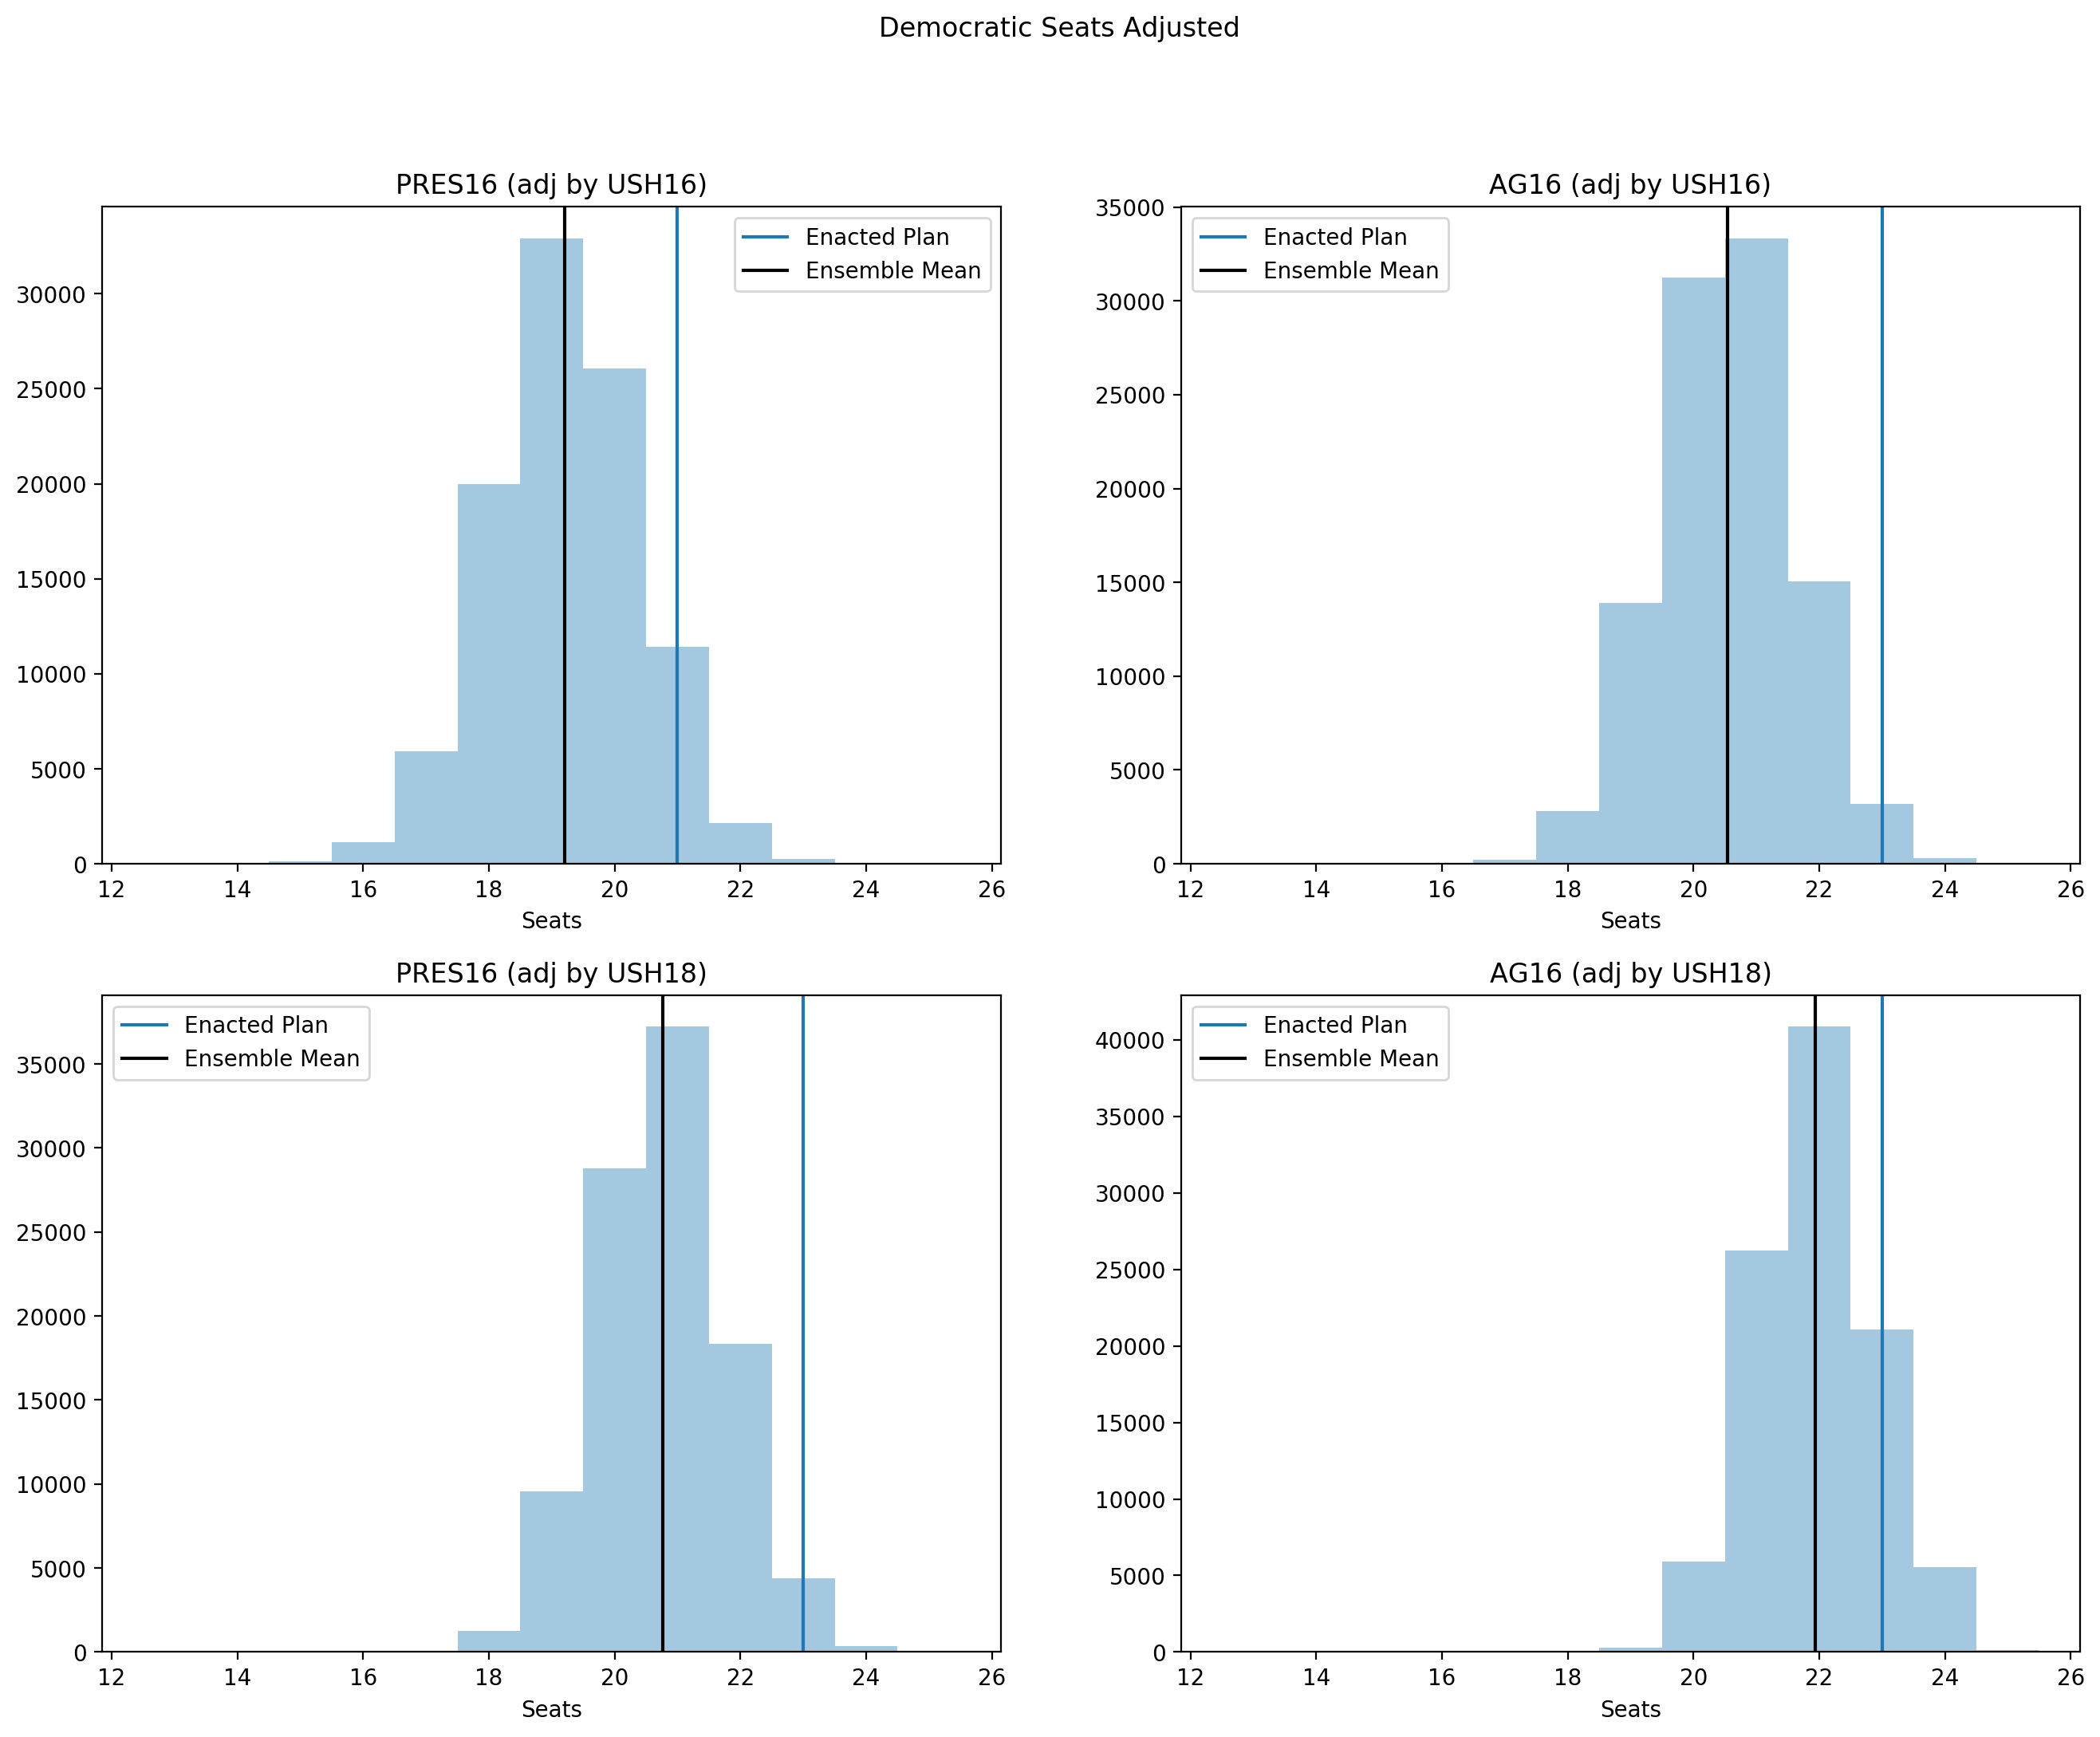 Democratic Seats Adjusted
PRES16 (adj by USH16)
Enacted Plan
Ensemble Mean
30000
25000
20000
15000
10000
5000
0
12 14 16 18 20 22 24 26
Seats
AG16 (adj by USH16)
Enacted Plan
Ensemble Mean
35000
30000
25000
20000
15000
10000
5000
0
12 14 16 18 20 22 24 26
Seats
PRES16 (adj by USH18)
Enacted Plan
Ensemble Mean
35000
30000
25000
20000
15000
10000
5000
0
12 14 16 18 20 22 24 26
Seats
AG16 (adj by USH18)
Enacted Plan
Ensemble Mean
40000
35000
30000
25000
20000
15000
10000
5000
0
12 14 16 18 20 22 24 26
Seats